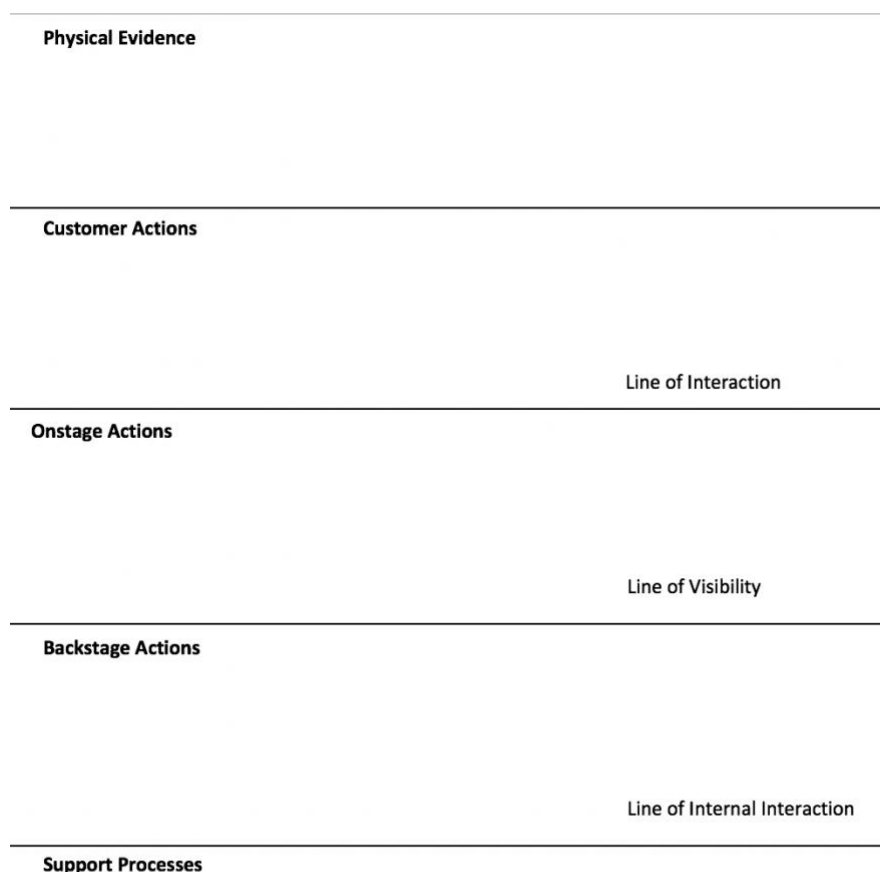 Physical Evidence
Customer Actions
Line of Interaction
Onstage Actions
Line of Visibility
Backstage Actions
Line of Internal Interaction
Support Processes